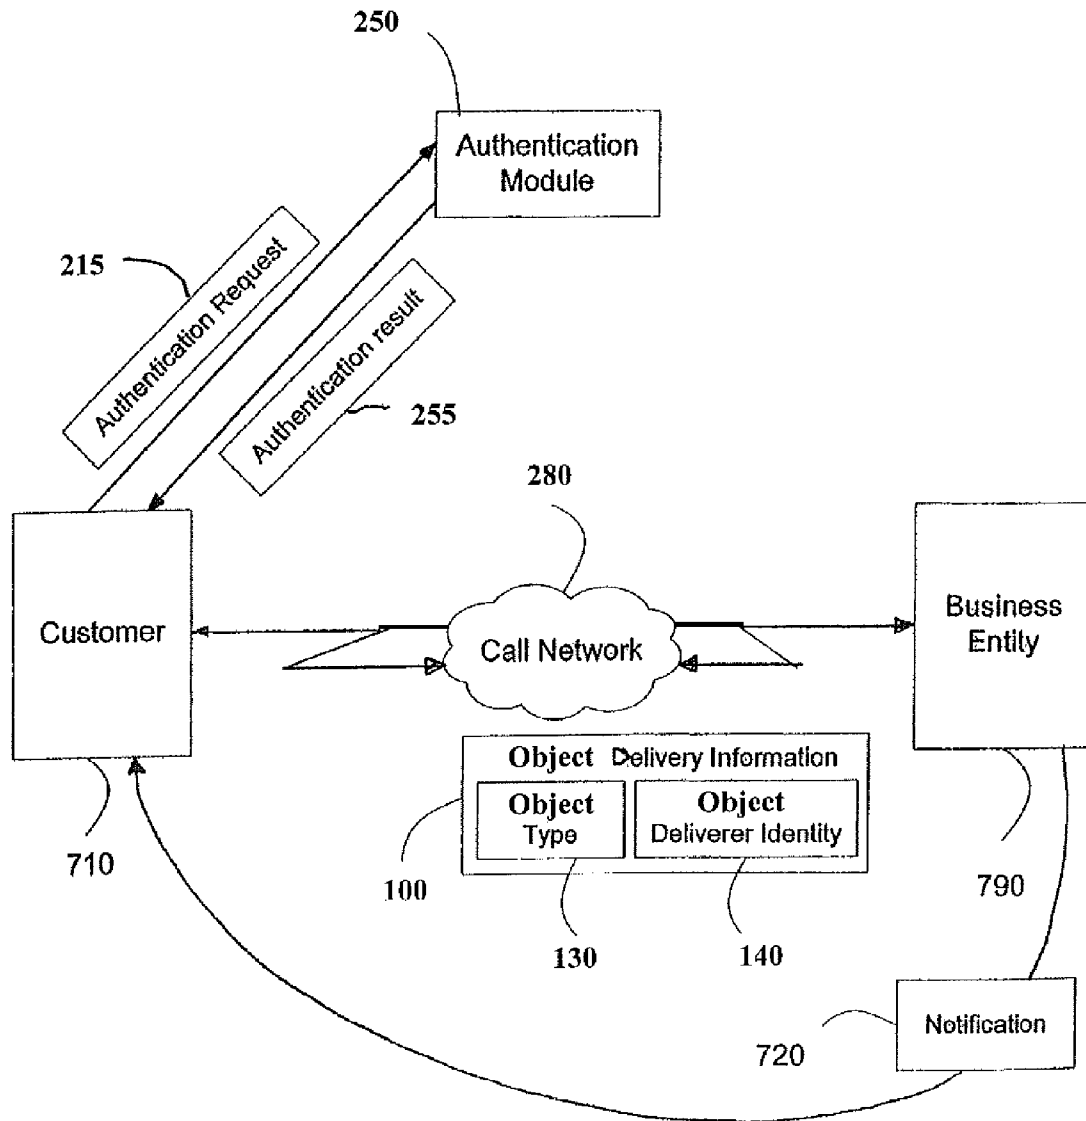 250
Authentication
Module
215
Authentication Request
Authentication result
255
280
Customer
Call Network
Business
Entity
Object Delivery Information
Object
Type
Object
Deliverer Identity
710
100
130
140
790
Notification
720